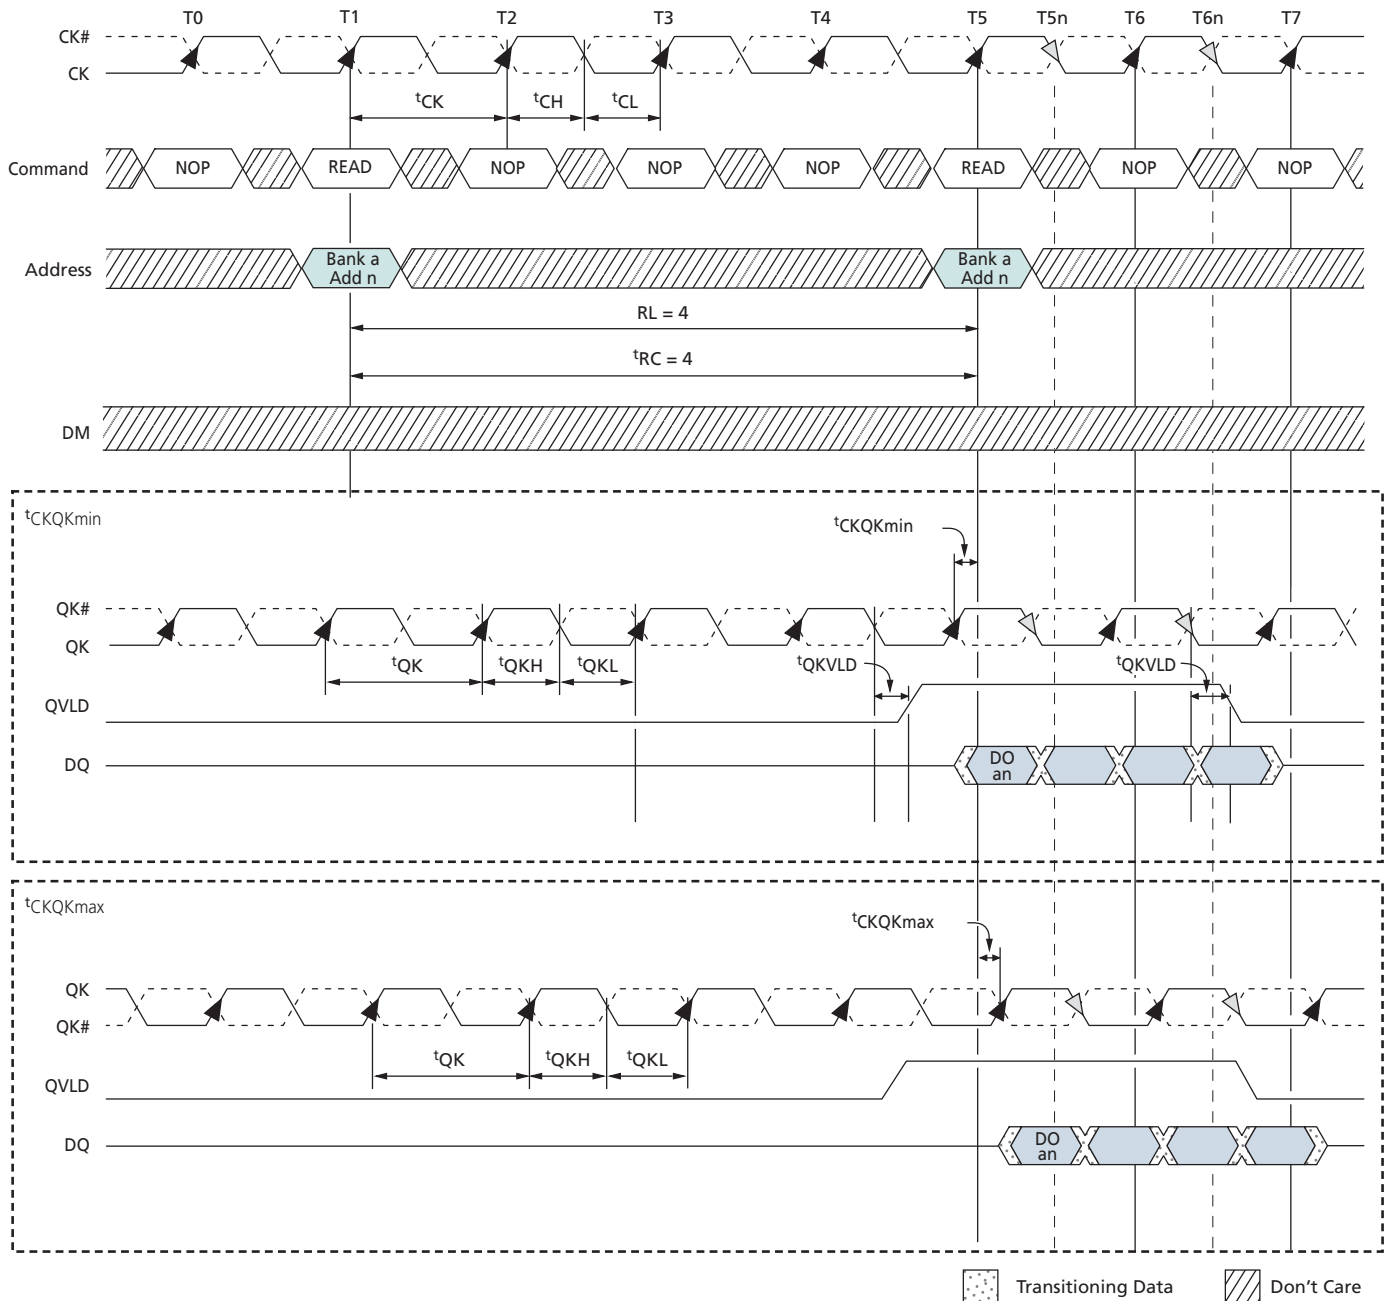 T0 T1 T2 T3 T4 T5 T5n T6 T6n T7
CK#
CK
tCK tCH tCL
Command NOP READ NOP NOP NOP READ NOP NOP
Address Bank a Bank a
Add n Add n
RL = 4
tRC = 4
DM
tCKQKmin
tCKQKmin
QK#
QK
tQK tQKH tQKL tQKVLD tQKVLD
QVLD
DQ DO
an
tCKQKmax
tCKQKmax
QK
QK#
tQK tQKH tQKL
QVLD
DQ DO
an
Transitioning Data Don't Care